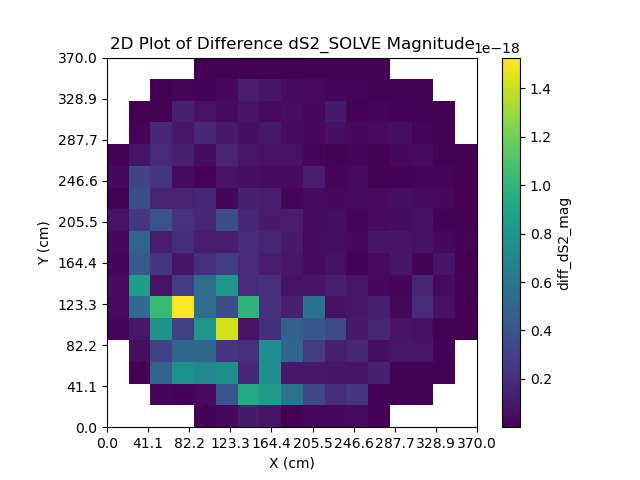 2D Plot of Difference dS2_SOLVE Magnitude
1e−18
370.0
328.9
287.7
246.6
205.5
164.4
123.3
82.2
41.1
0.0
Y (cm)
0.0 41.1 82.2 123.3 164.4 205.5 246.6 287.7 328.9 370.0
X (cm)
1.4
1.2
1.0
0.8
0.6
0.4
0.2
diff_dS2_mag